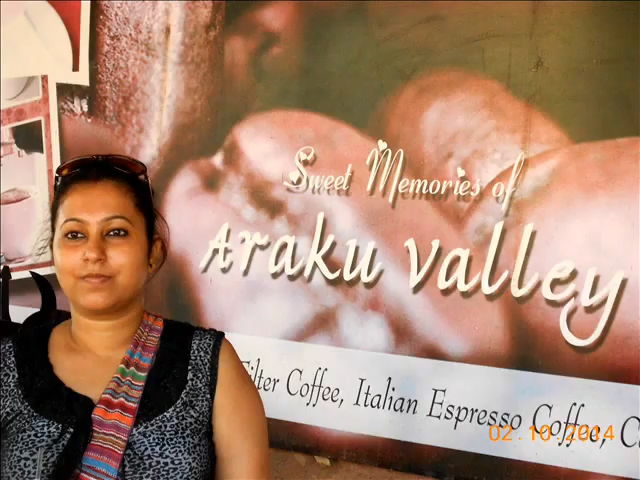 Sweet Memories of
Araku Valley
Filter Coffee, Italian Espresso Coffee, C
02.10.2014